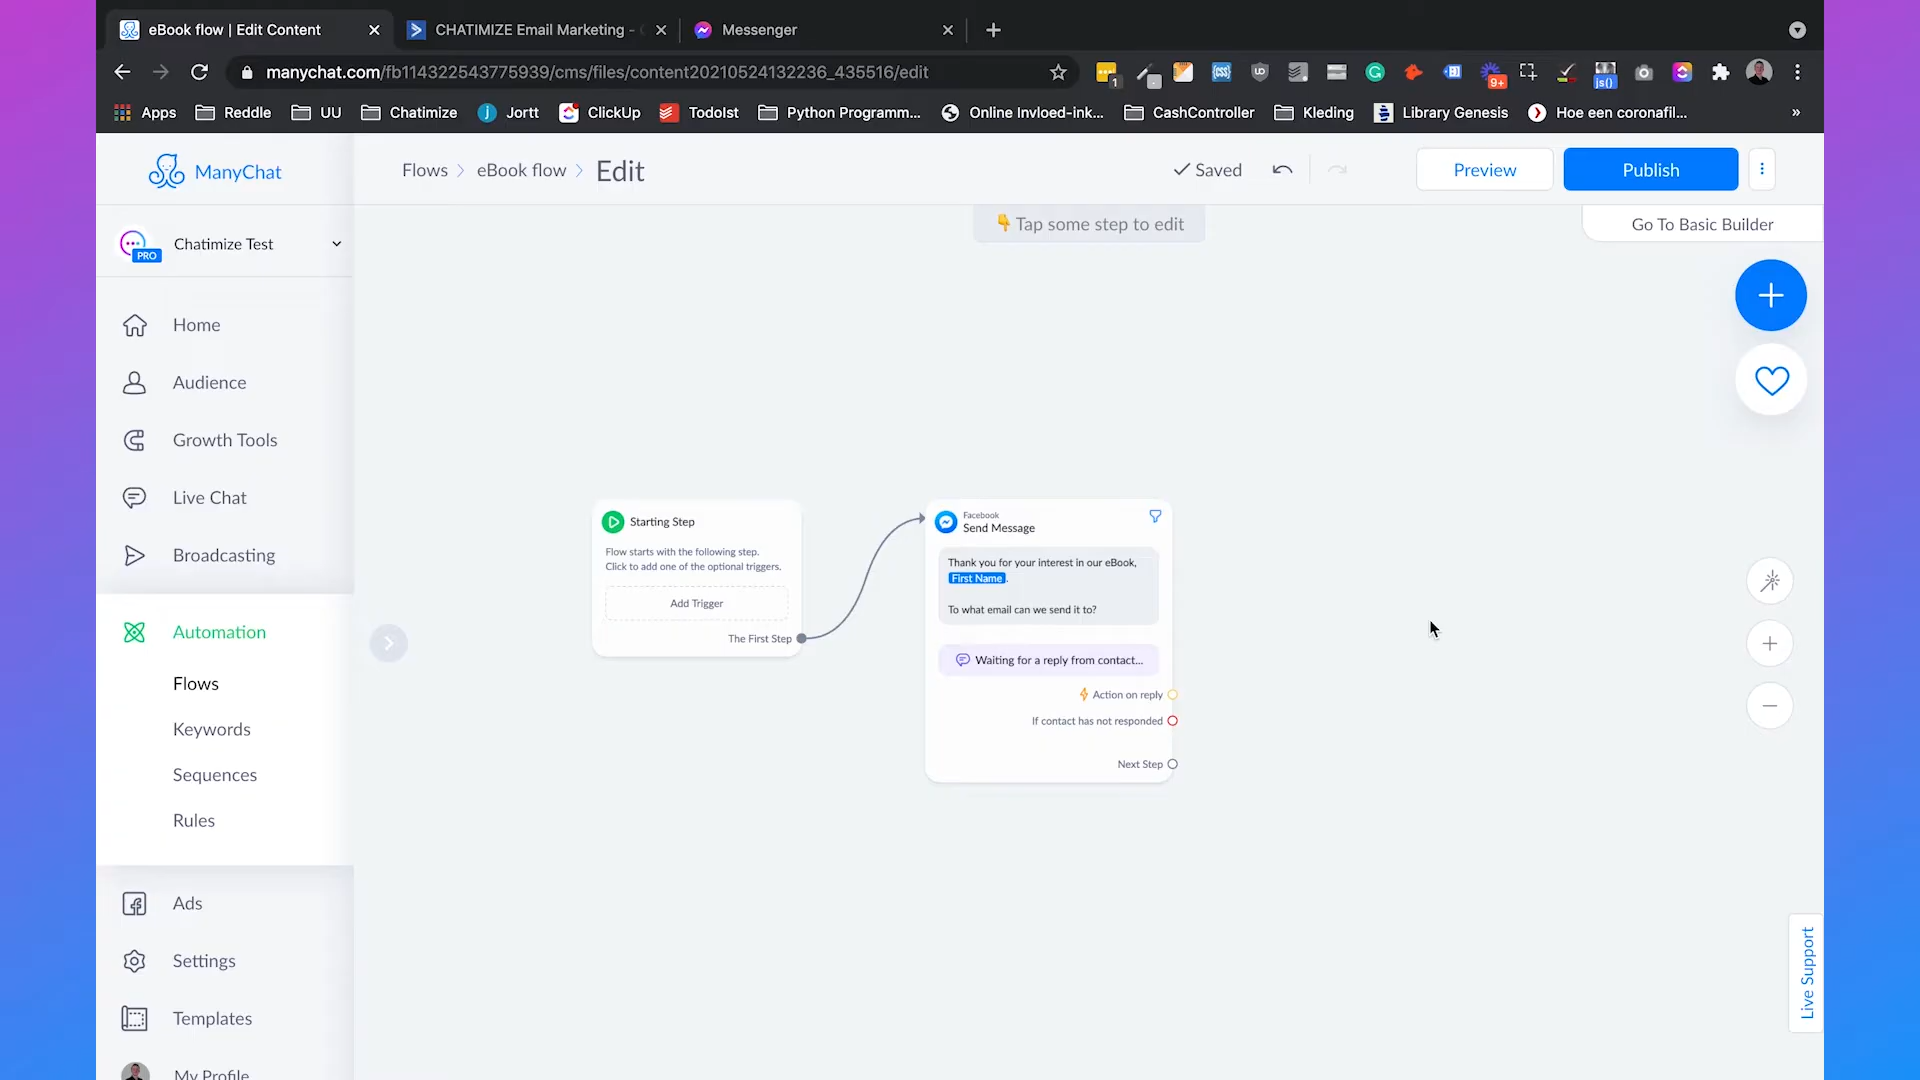 eBook flow | Edit Content
CHATIMIZE Email Marketing -
Messenger
manychat.com/fb114322543775939/cms/files/content20210524132236_435516/edit
1
9+
js()
Apps
Reddle
UU
Chatimize
Jortt
ClickUp
TodoIst
Python Programm...
Online Invloed-ink...
CashController
Kleding
Library Genesis
Hoe een coronafil...
»
ManyChat
Flows
eBook flow
Edit
Saved
Preview
Publish
Tap some step to edit
Go To Basic Builder
PRO
Chatimize Test
Home
Audience
Growth Tools
Live Chat
Broadcasting
Automation
Flows
Keywords
Sequences
Rules
Ads
Settings
Templates
My Profile
Starting Step
Flow starts with the following step.
Click to add one of the optional triggers.
Add Trigger
The First Step
Facebook
Send Message
Thank you for your interest in our eBook,
First Name.
To what email can we send it to?
Waiting for a reply from contact...
Action on reply
If contact has not responded
Next Step
Live Support